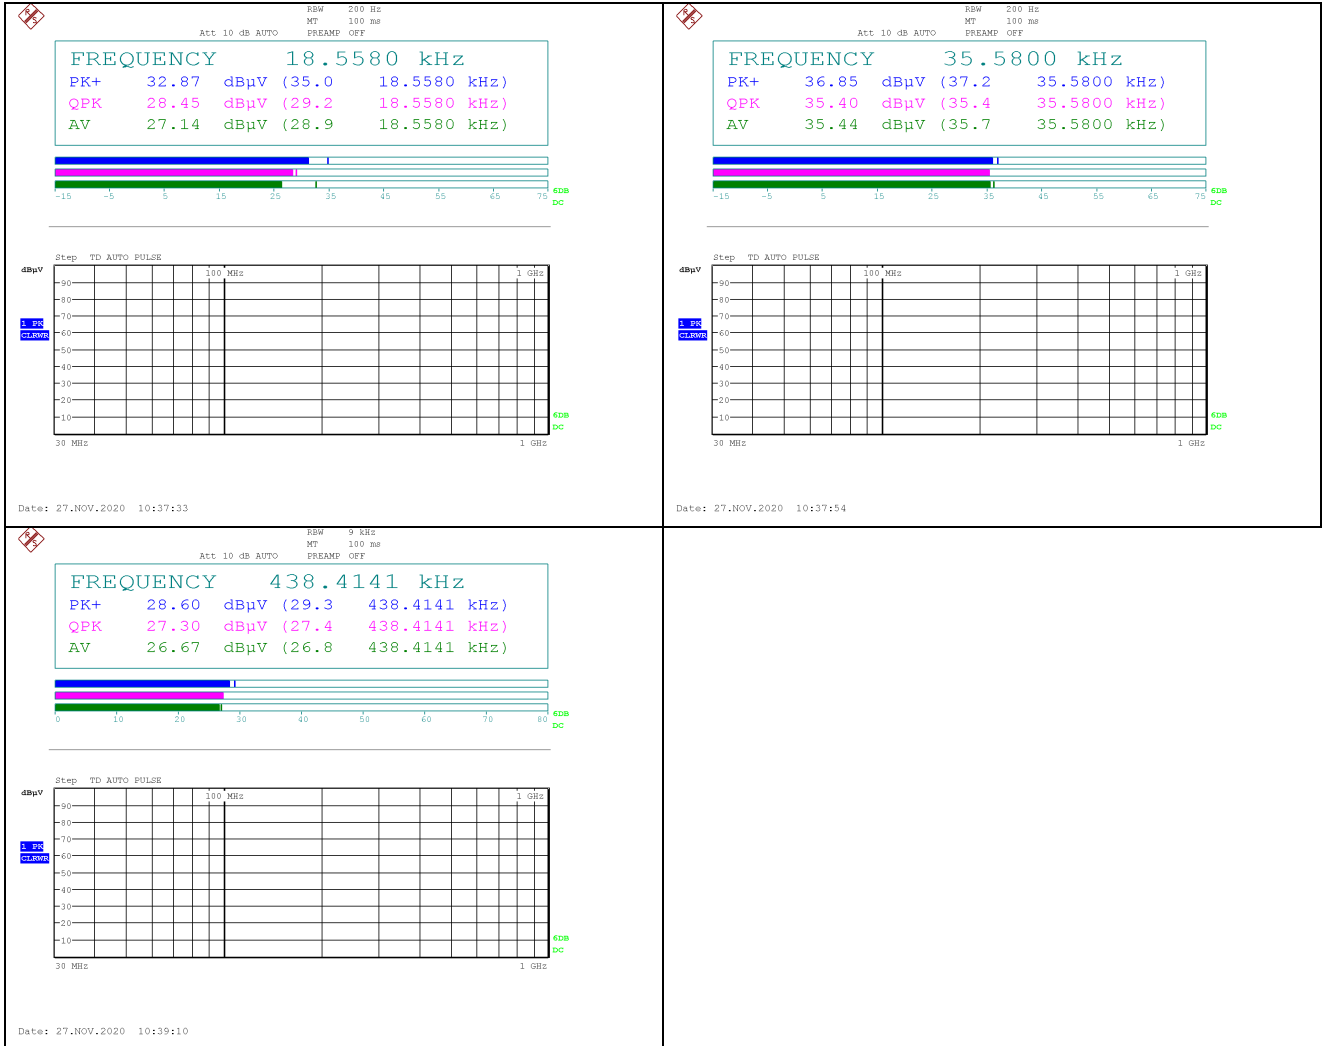 RBW 200 Hz
MT 100 ms
Att 10 dB AUTO PREAMP OFF
FREQUENCY 18.5580 kHz
PK+ 32.87 dBµV (35.0 18.5580 kHz)
QPK 28.45 dBµV (29.2 18.5580 kHz)
AV 27.14 dBµV (28.9 18.5580 kHz)
-15 -5 5 15 25 35 45 55 65 75
6DB
DC
Step TD AUTO PULSE
dBµV
100 MHz 1 GHz
90
80
70
1 PK
60
CLRWR
50
40
30
20
10
6DB
DC
30 MHz 1 GHz
Date: 27.NOV.2020 10:37:33
RBW 200 Hz
MT 100 ms
Att 10 dB AUTO PREAMP OFF
FREQUENCY 35.5800 kHz
PK+ 36.85 dBµV (37.2 35.5800 kHz)
QPK 35.40 dBµV (35.4 35.5800 kHz)
AV 35.44 dBµV (35.7 35.5800 kHz)
-15 -5 5 15 25 35 45 55 65 75
6DB
DC
Step TD AUTO PULSE
dBµV
100 MHz 1 GHz
90
80
70
1 PK
60
CLRWR
50
40
30
20
10
6DB
DC
30 MHz 1 GHz
Date: 27.NOV.2020 10:37:54
RBW 9 kHz
MT 100 ms
Att 10 dB AUTO PREAMP OFF
FREQUENCY 438.4141 kHz
PK+ 28.60 dBµV (29.3 438.4141 kHz)
QPK 27.30 dBµV (27.4 438.4141 kHz)
AV 26.67 dBµV (26.8 438.4141 kHz)
0 10 20 30 40 50 60 70 80
6DB
DC
Step TD AUTO PULSE
dBµV
100 MHz 1 GHz
90
80
70
1 PK
60
CLRWR
50
40
30
20
10
6DB
DC
30 MHz 1 GHz
Date: 27.NOV.2020 10:39:10